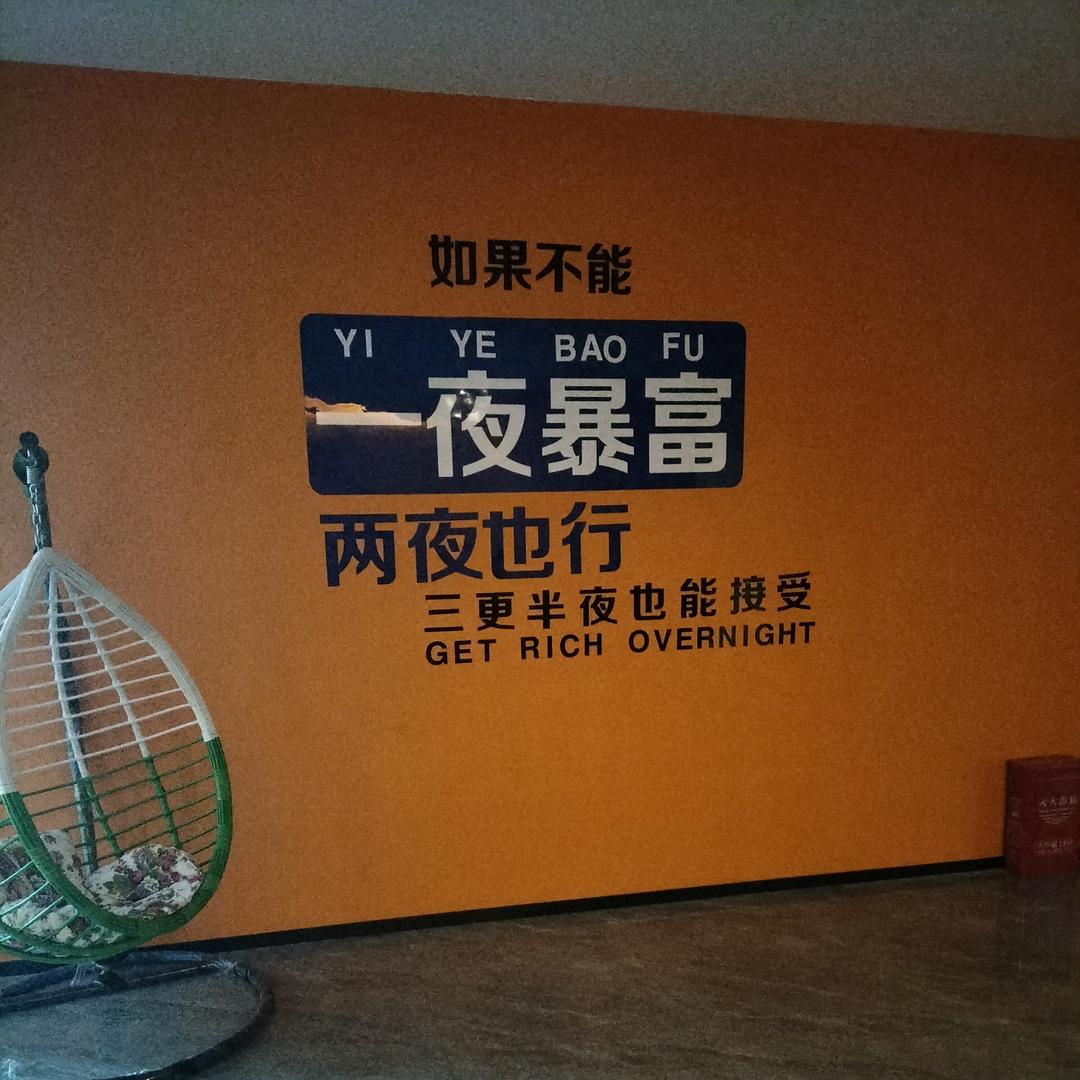 如果不能
YI YE BAO FU
一夜暴富
两夜也行
三更半夜也能接受
GET RICH OVERNIGHT